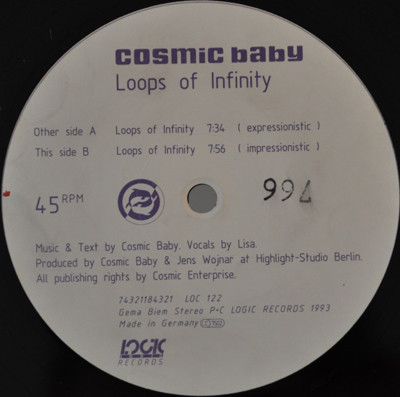 cosmic baby
Loops of Infinity
Other side A Loops of Infinity 7:34 ( expressionistic )
This side B Loops of Infinity 7:56 ( impressionistic )
45 RPM
994
Music & Text by Cosmic Baby. Vocals by Lisa.
Produced by Cosmic Baby & Jens Wojnar at Highlight-Studio Berlin.
All publishing rights by Cosmic Enterprise.
74321184321 LOC 122
Gema Biem Stereo P+C LOGIC RECORDS 1993
Made in Germany
LOGIC
RECORDS